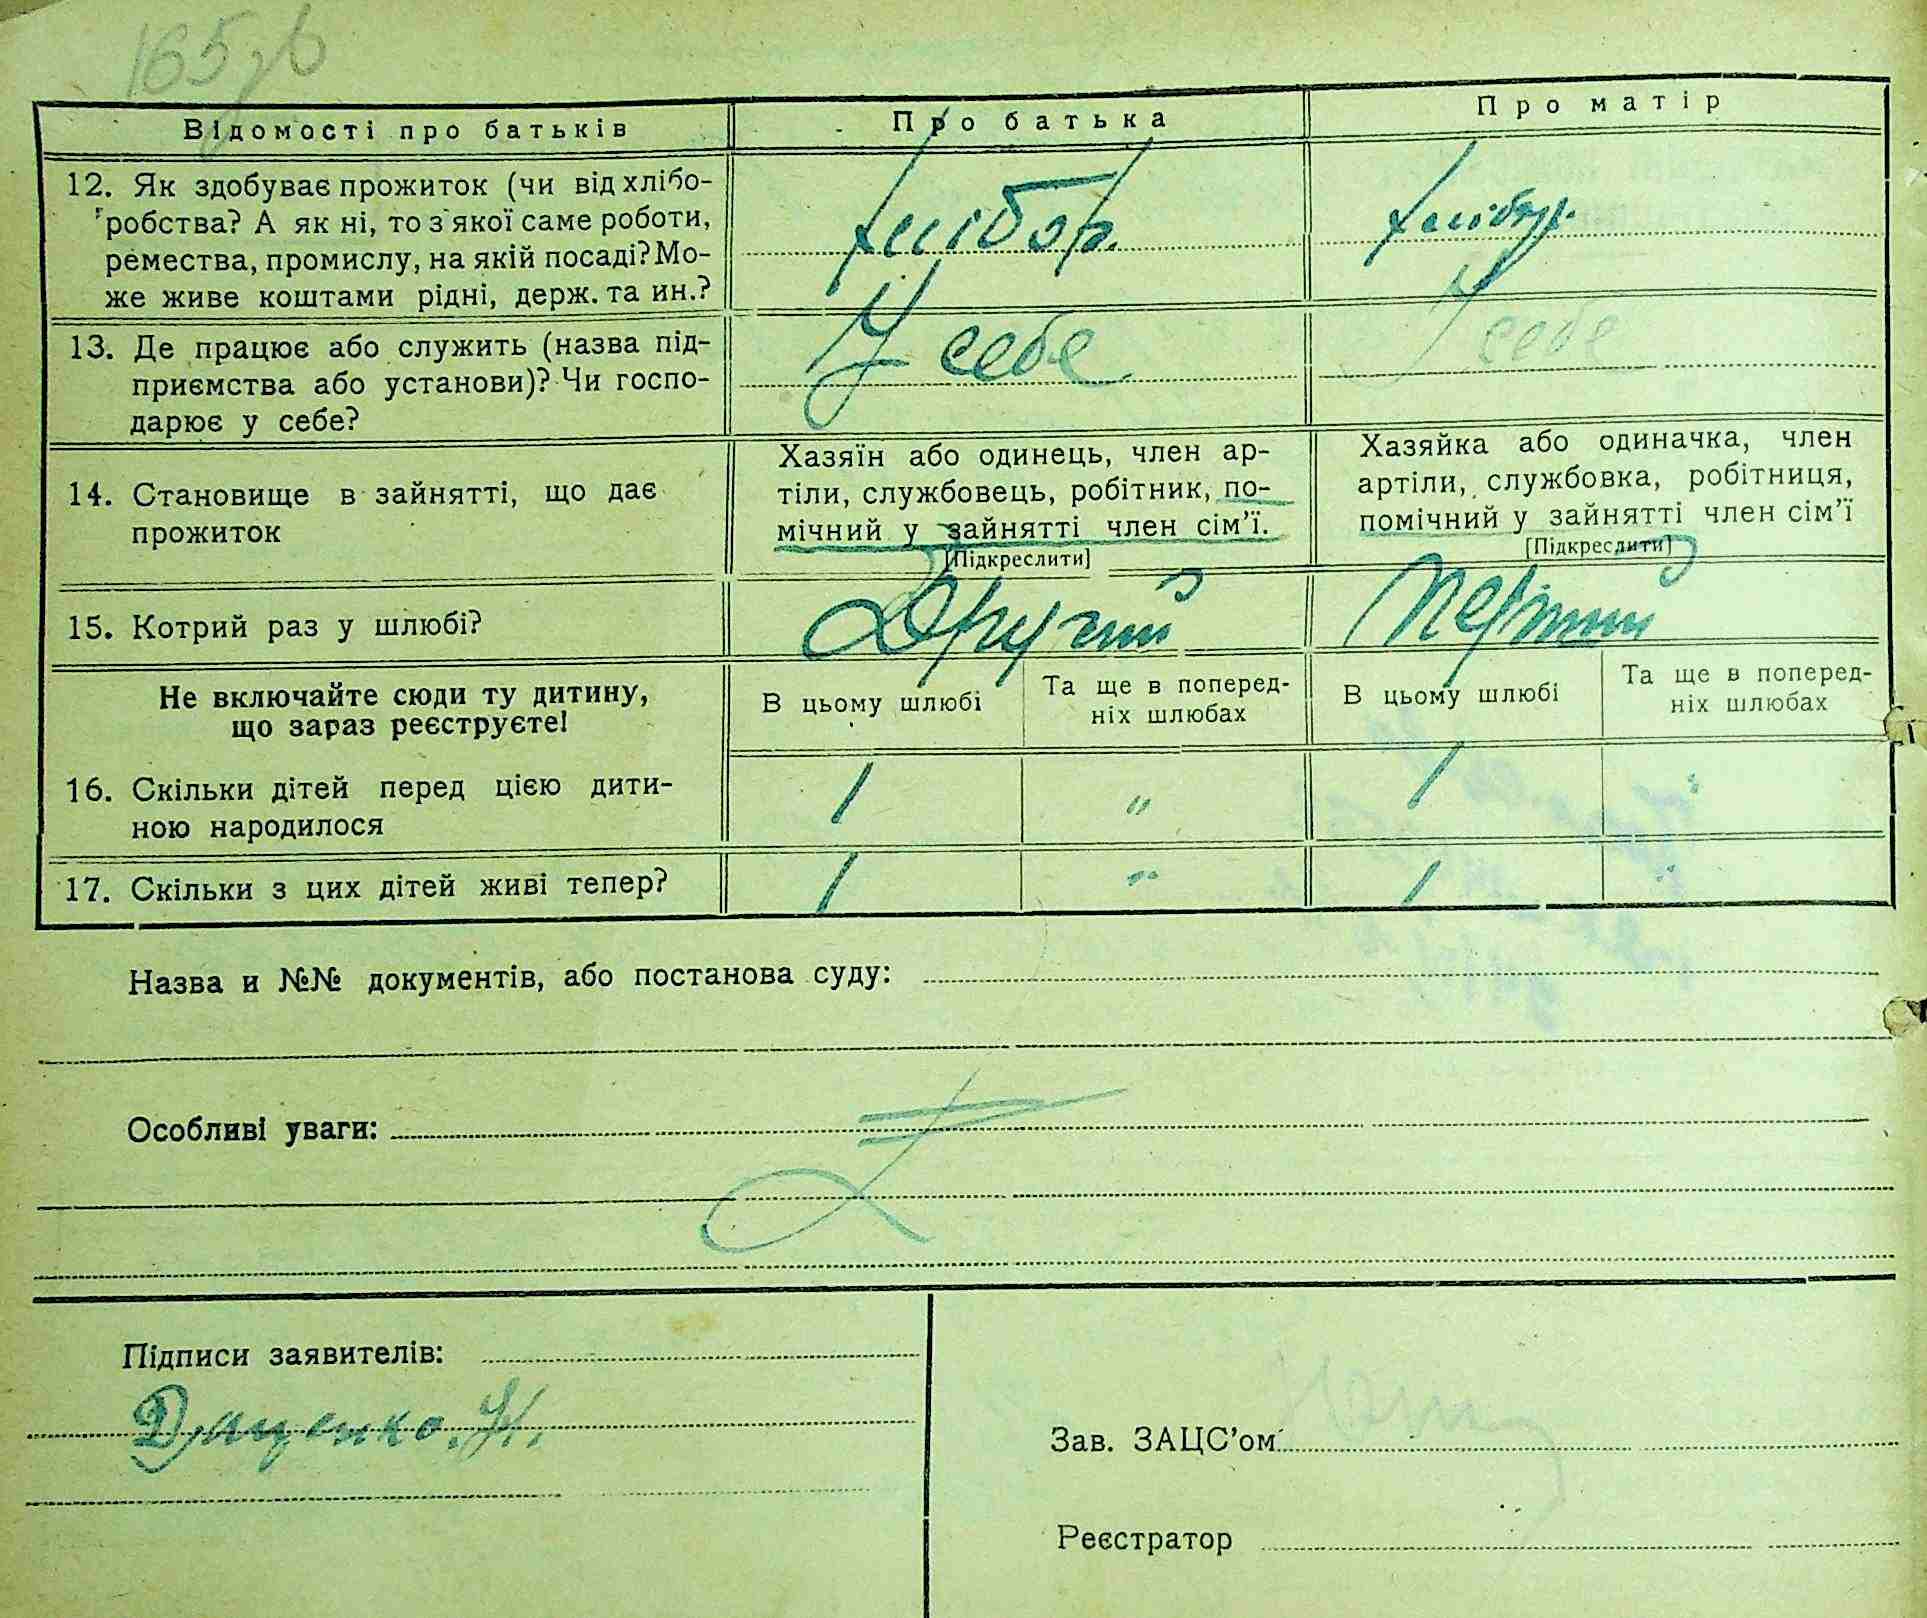 165зв
Відомості про батьків
Про батька
Про матір
12. Як здобуває прожиток (чи від хлібо-
робства? А як ні, то з якої саме роботи,
ремества, промислу, на якій посаді? Мо-
же живе коштами рідні, держ. та ин.?
хлібор.
хлібор.
13. Де працює або служить (назва під-
приємства або установи)? Чи госпо-
дарює у себе?
У себе
У себе
14. Становище в зайнятті, що дає
прожиток
Хазяїн або одинець, член ар-
тіли, службовець, робітник, по-
мічний у зайнятті член сім’ї.
[Підкреслити]
Хазяйка або одиначка, член
артіли, службовка, робітниця,
помічний у зайнятті член сім’ї
[Підкреслити]
15. Котрий раз у шлюбі?
Другий
Перший
Не включайте сюди ту дитину,
що зараз реєструєте!
В цьому шлюбі
Та ще в поперед-
ніх шлюбах
В цьому шлюбі
Та ще в поперед-
ніх шлюбах
16. Скільки дітей перед цією дити-
ною народилося
1 " 1 "
17. Скільки з цих дітей живі тепер?
1 " 1 "
Назва и №№ документів, або постанова суду:
Особливі уваги:
Підписи заявителів:
Зав. ЗАЦС’ом
Реєстратор